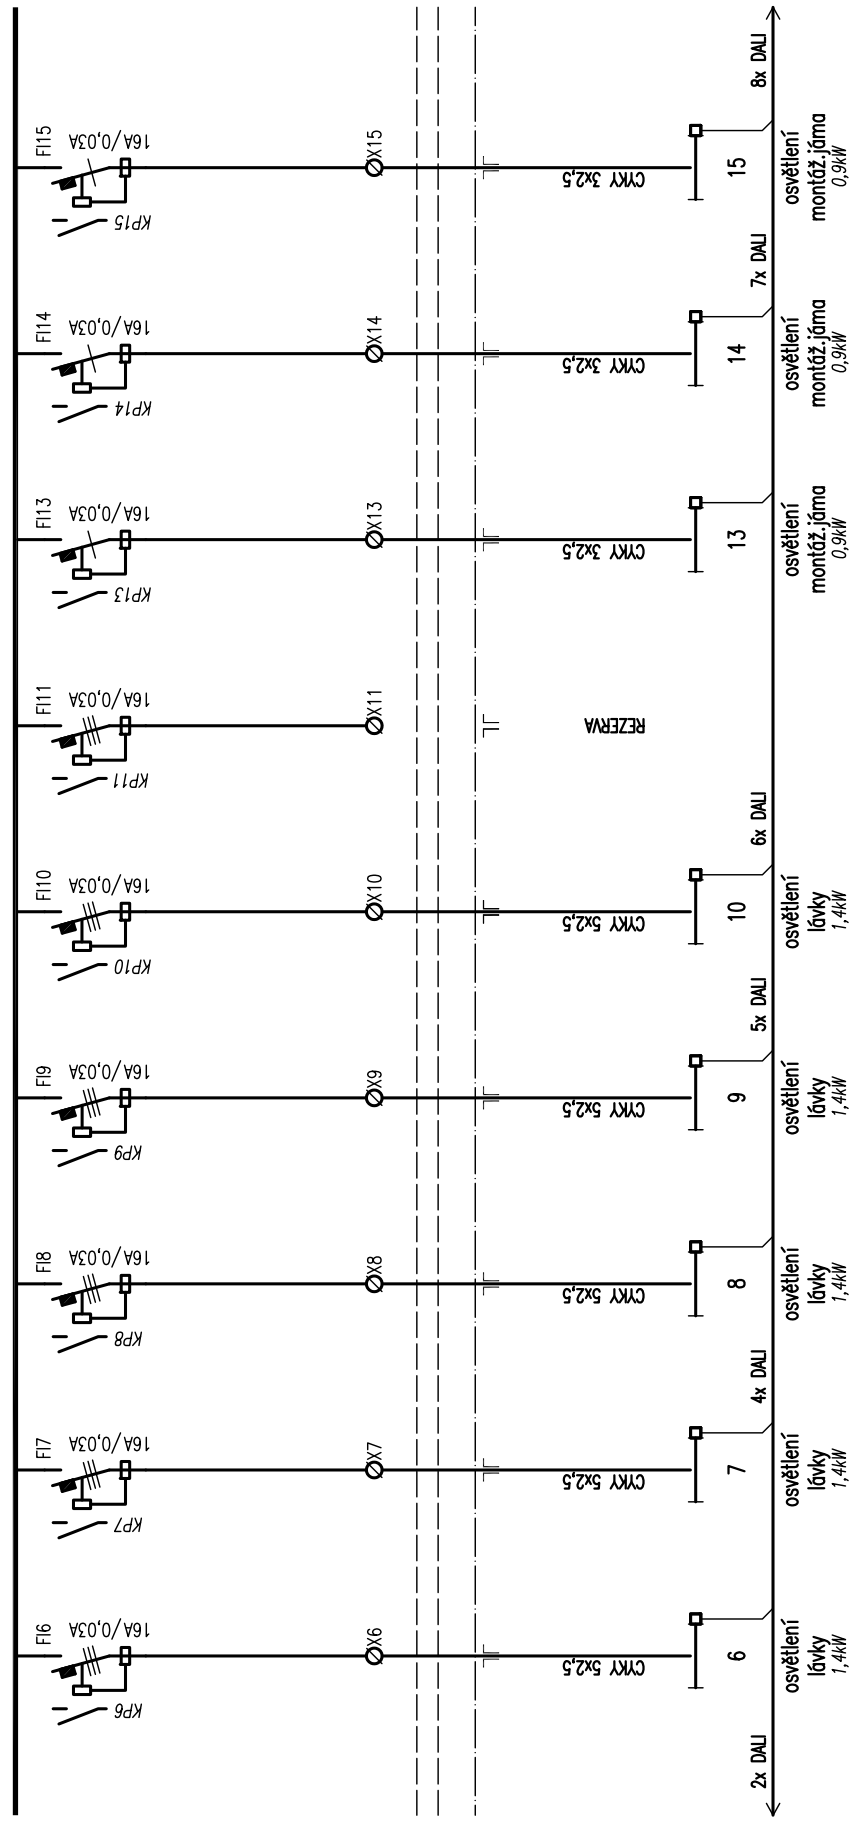 8x DALI
FI15
16A/0,03A
KP15
X15
CYKY 3x2,5
15
osvětlení
montáž.jáma
0,9kW
7x DALI
FI14
16A/0,03A
KP14
X14
CYKY 3x2,5
14
osvětlení
montáž.jáma
0,9kW
FI13
16A/0,03A
KP13
X13
CYKY 3x2,5
13
osvětlení
montáž.jáma
0,9kW
FI11
16A/0,03A
KP11
X11
REZERVA
6x DALI
FI10
16A/0,03A
KP10
X10
CYKY 5x2,5
10
osvětlení
lávky
1,4kW
5x DALI
FI9
16A/0,03A
KP9
X9
CYKY 5x2,5
9
osvětlení
lávky
1,4kW
FI8
16A/0,03A
KP8
X8
CYKY 5x2,5
8
osvětlení
lávky
1,4kW
4x DALI
FI7
16A/0,03A
KP7
X7
CYKY 5x2,5
7
osvětlení
lávky
1,4kW
FI6
16A/0,03A
KP6
X6
CYKY 5x2,5
6
osvětlení
lávky
1,4kW
2x DALI